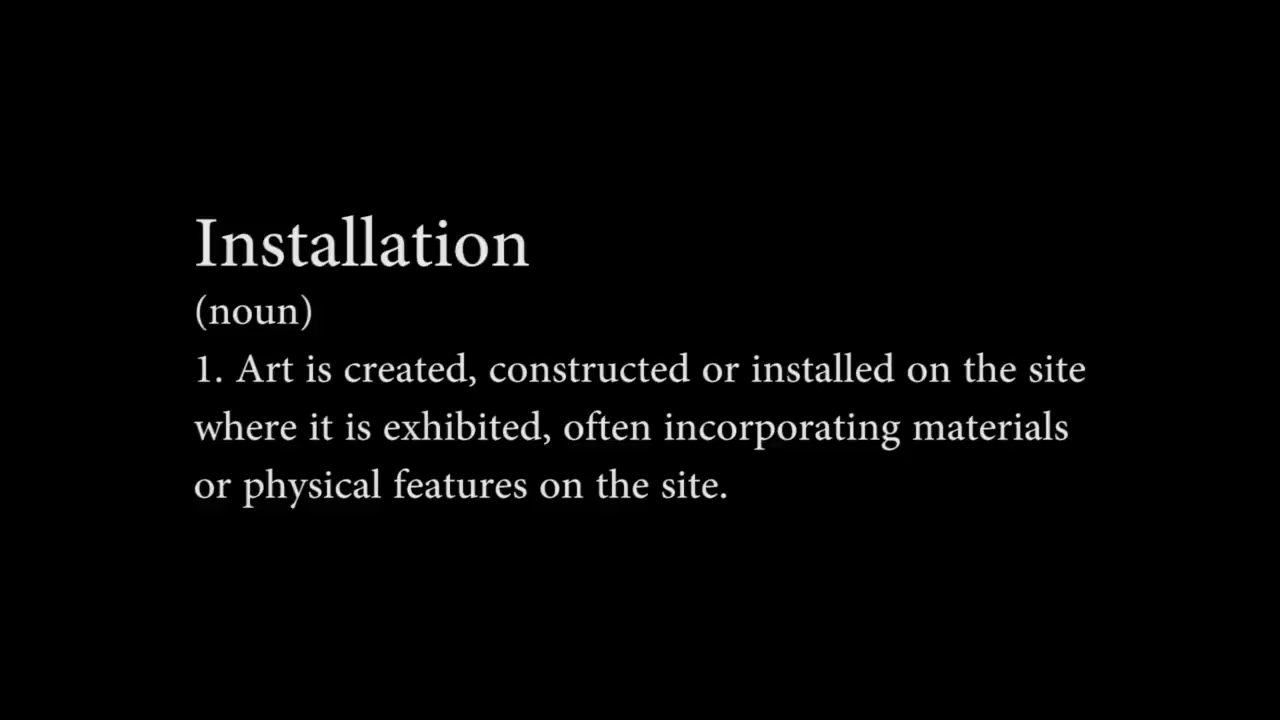 Installation
(noun)
1. Art is created, constructed or installed on the site
where it is exhibited, often incorporating materials
or physical features on the site.